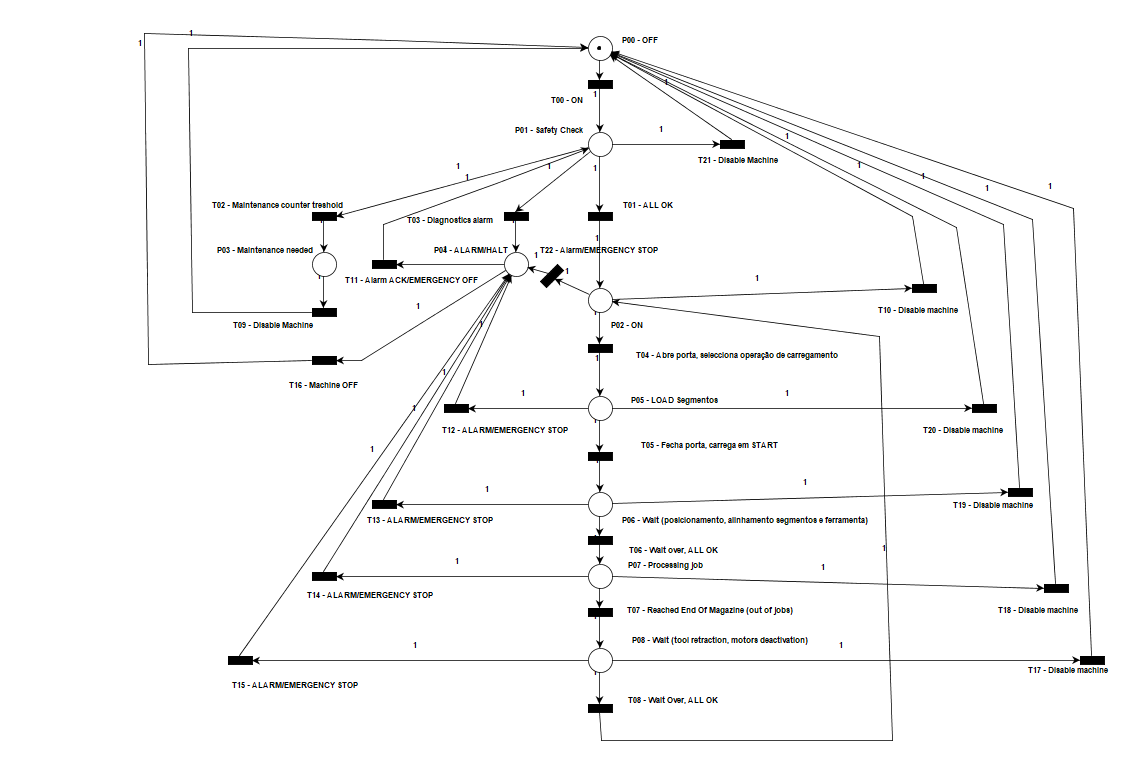 P00 - OFF
1
1
1
T00 - ON
1
P01 - Safety Check
1
T21 - Disable Machine
1
1
1
1
1
1
1
1
1
1
T02 - Maintenance counter treshold
T03 - Diagnostics alarm
T01 - ALL OK
1
P03 - Maintenance needed
P04 - ALARM/HALT
T22 - Alarm/EMERGENCY STOP
1
1
T11 - Alarm ACK/EMERGENCY OFF
1
1
T10 - Disable machine
1
T09 - Disable Machine
P02 - ON
1
1
T04 - Abre porta, selecciona operação de carregamento
1
T16 - Machine OFF
1
1
1
P05 - LOAD Segmentos
1
T12 - ALARM/EMERGENCY STOP
T20 - Disable machine
1
T05 - Fecha porta, carrega em START
1
1
1
T19 - Disable machine
T13 - ALARM/EMERGENCY STOP
P06 - Wait (posicionamento, alinhamento segmentos e ferramenta)
T06 - Wait over, ALL OK
1
1
P07 - Processing job
1
T14 - ALARM/EMERGENCY STOP
T07 - Reached End Of Magazine (out of jobs)
T18 - Disable machine
P08 - Wait (tool retraction, motors deactivation)
1
1
T17 - Disable machine
T15 - ALARM/EMERGENCY STOP
T08 - Wait Over, ALL OK